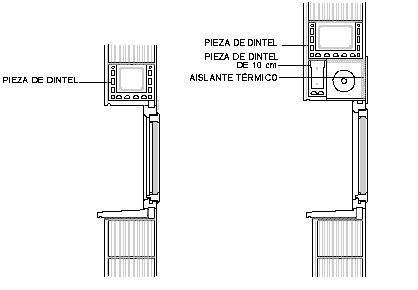 PIEZA DE DINTEL
PIEZA DE DINTEL
PIEZA DE DINTEL
DE 10 cm
AISLANTE TÉRMICO